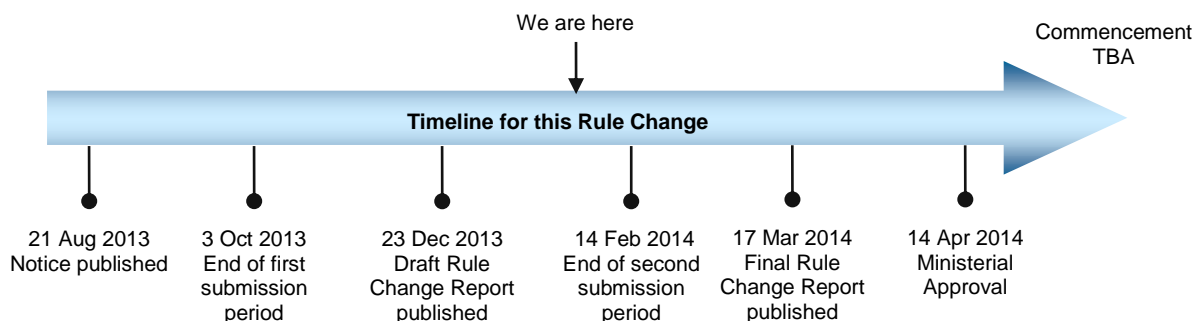 We are here
Commencement
TBA
Timeline for this Rule Change
21 Aug 2013
Notice published
3 Oct 2013
End of first
submission
period
23 Dec 2013
Draft Rule
Change Report
published
14 Feb 2014
End of second
submission
period
17 Mar 2014
Final Rule
Change Report
published
14 Apr 2014
Ministerial
Approval